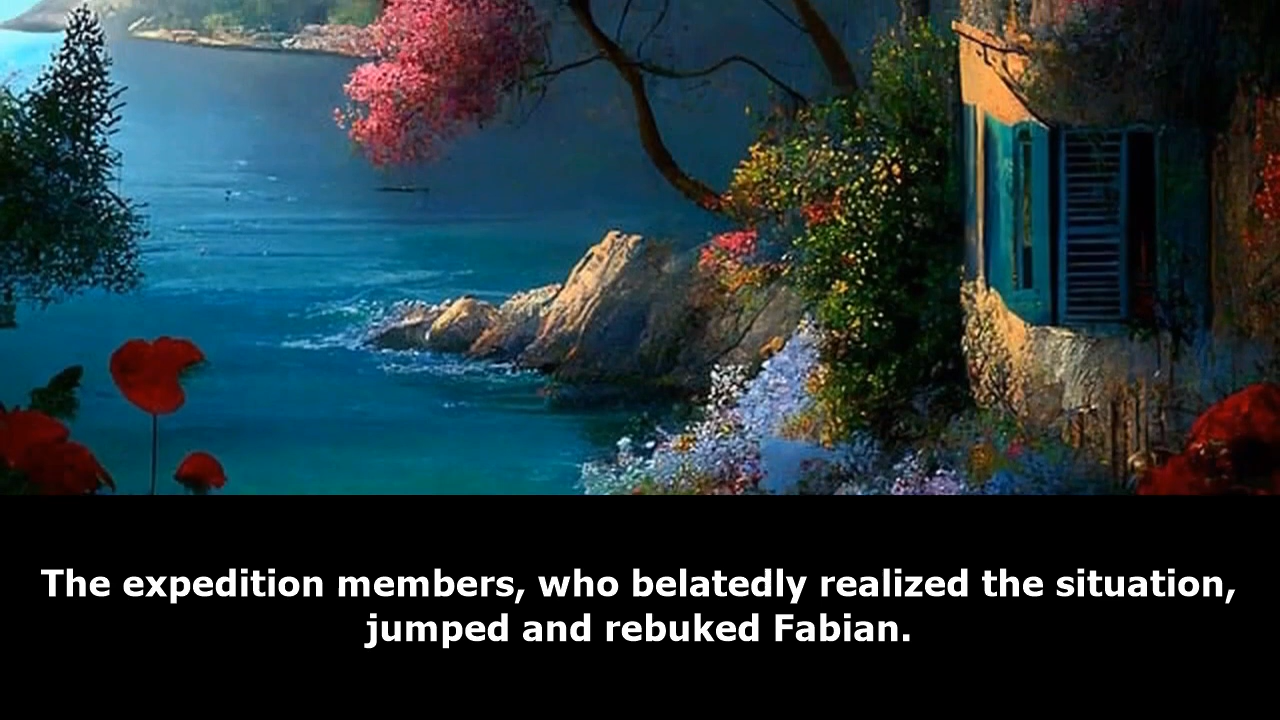 The expedition members, who belatedly realized the situation,
jumped and rebuked Fabian.